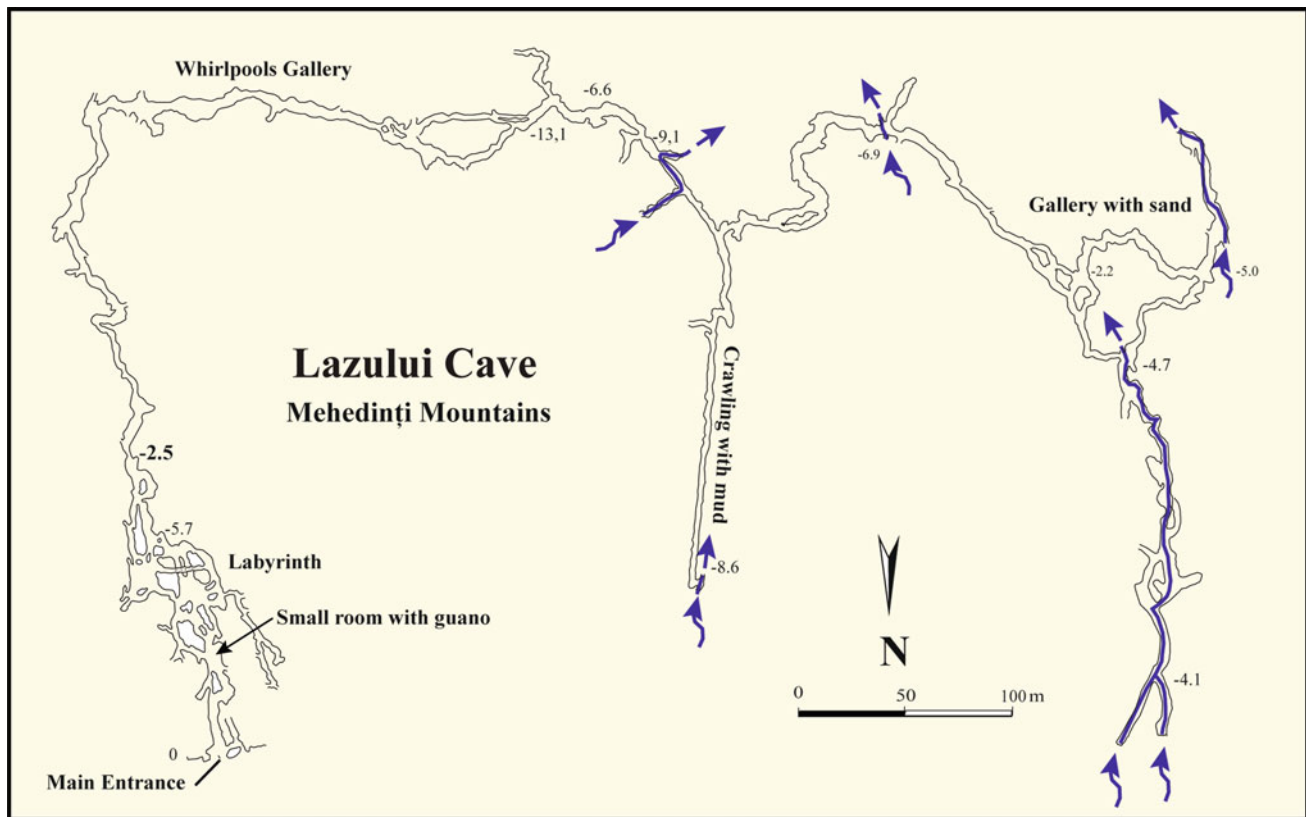 Whirlpools Gallery
-6.6
-13,1
-9,1
-6.9
Gallery with sand
-2.2
-5.0
Lazului Cave
Mehedinți Mountains
Crawling with mud
-4.7
-2.5
-5.7
Labyrinth
-8.6
Small room with guano
N
-4.1
0 50 100 m
0
Main Entrance